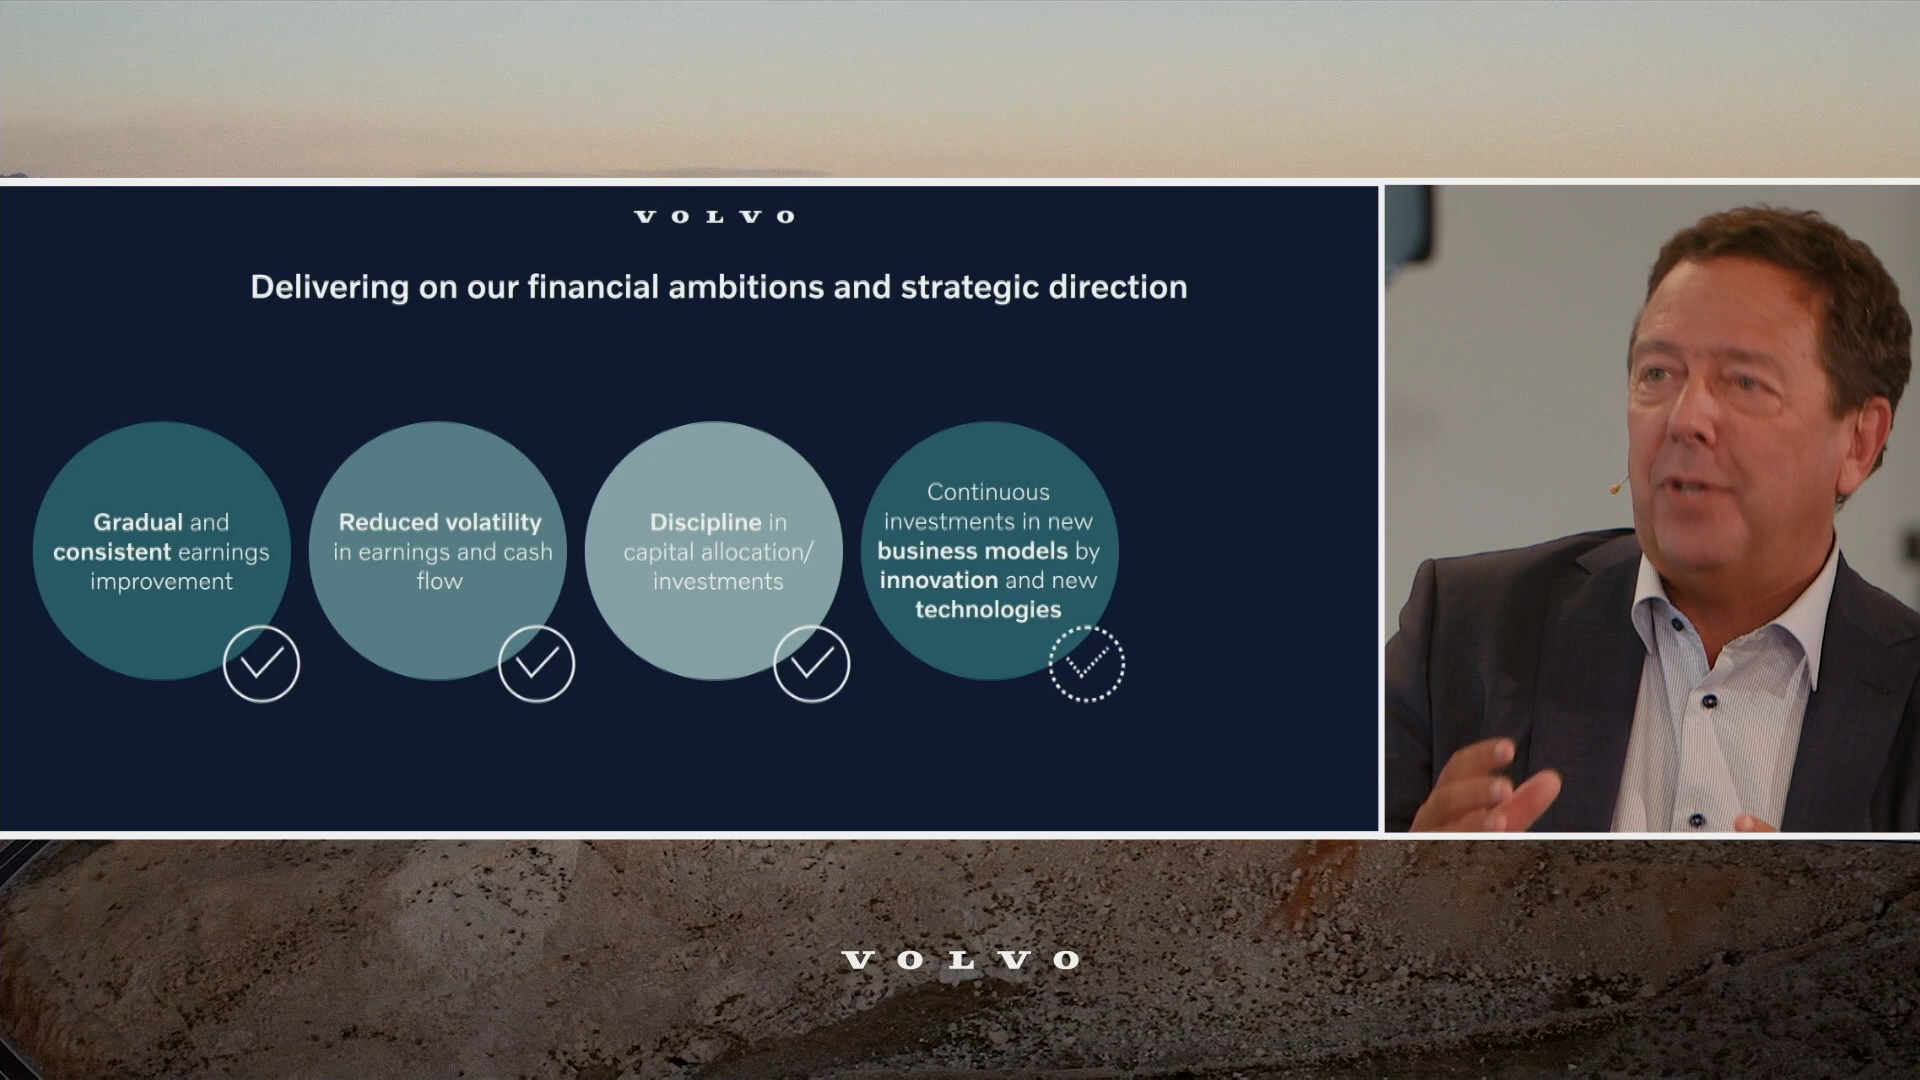 VOLVO
Delivering on our financial ambitions and strategic direction
Gradual and
consistent earnings
improvement
Reduced volatility
in earnings and cash
flow
Discipline in
capital allocation/
investments
Continuous
investments in new
business models by
innovation and new
technologies
VOLVO